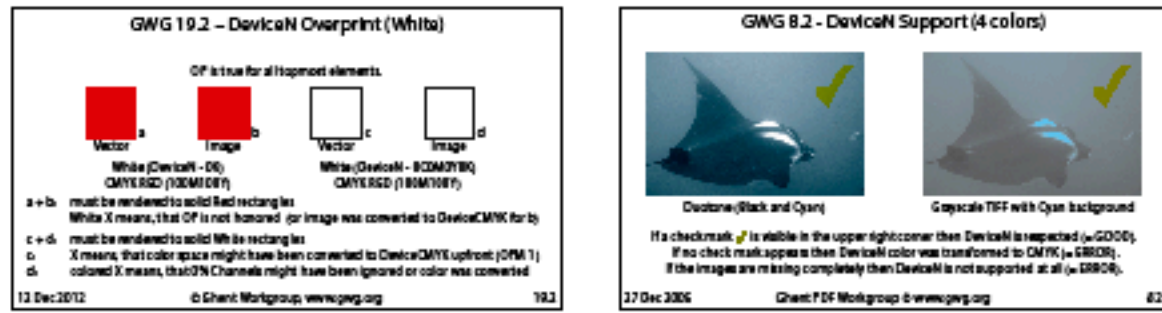 GWG 19.2 – DeviceN Overprint (White)
OP is true for all topmost elements.
a
b
c
d
Vector
Image
Vector
Image
White (DeviceN - 0K)
CMYK RED (100M100Y)
White (DeviceN - 0C0M0Y0K)
CMYK RED (100M100Y)
a + b: must be rendered to solid Red rectangles
White X means, that OP is not honored (or image was converted to DeviceCMYK for b)
c + d: must be rendered to solid White rectangles
c: X means, that color space might have been converted to DeviceCMYK upfront (OPM 1)
d: colored X means, that 0% Channels might have been ignored or color was converted
13 Dec 2012
© Ghent Workgroup, www.gwg.org
19.2
GWG 8.2 - DeviceN Support (4 colors)
Duotone (Black and Cyan)
Grayscale TIFF with Cyan background
If a checkmark is visible in the upper right corner then DeviceN is respected (= GOOD).
If no check mark appears then DeviceN color was transformed to CMYK (= ERROR).
If the images are missing completely then DeviceN is not supported at all (= ERROR).
27 Dec 2006
Ghent PDF Workgroup © www.gwg.org
8.2